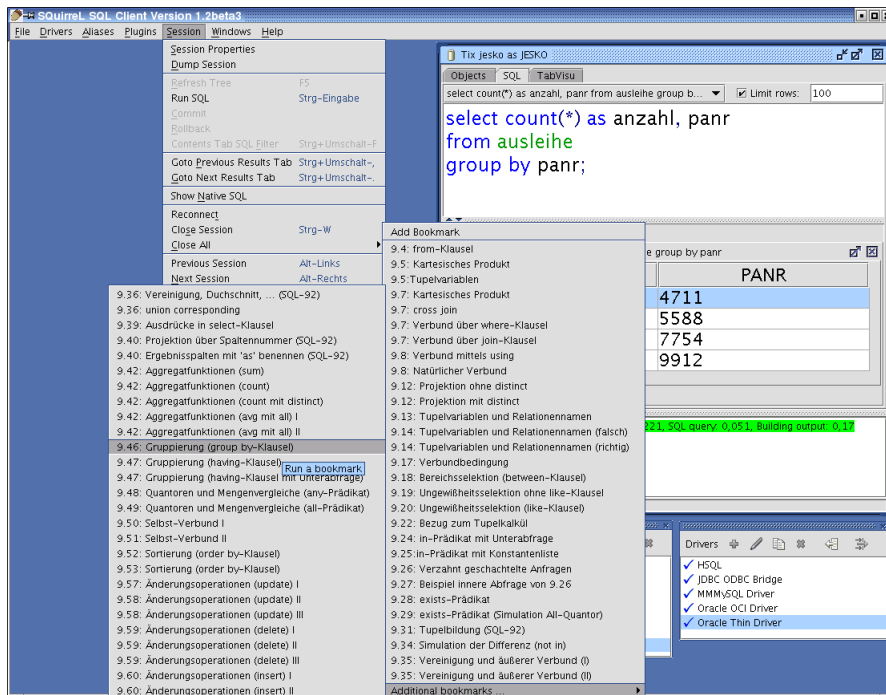 SQuirreL SQL Client Version 1.2beta3
File Drivers Aliases Plugins Session Windows Help
Session Properties
Dump Session
Refresh Tree F5
Run SQL Strg-Eingabe
Commit
Rollback
Contents Tab SQL Filter Strg+Umschalt-F
Goto Previous Results Tab Strg+Umschalt-,
Goto Next Results Tab Strg+Umschalt-.
Show Native SQL
Reconnect
Close Session Strg-W
Close All
Previous Session Alt-Links
Next Session Alt-Rechts
Tix jesko as JESKO
Objects SQL TabVisu
select count(*) as anzahl, panr from ausleihe group b... Limit rows: 100
select count(*) as anzahl, panr
from ausleihe
group by panr;
e group by panr
PANR
4711
5588
7754
9912
221, SQL query: 0,051, Building output: 0,17
Add Bookmark
9.4: from-Klausel
9.5: Kartesisches Produkt
9.5:Tupelvariablen
9.7: Kartesisches Produkt
9.7: cross join
9.7: Verbund über where-Klausel
9.7: Verbund über join-Klausel
9.8: Verbund mittels using
9.8: Natürlicher Verbund
9.12: Projektion ohne distinct
9.12: Projektion mit distinct
9.13: Tupelvariablen und Relationennamen
9.14: Tupelvariablen und Relationennamen (falsch)
9.14: Tupelvariablen und Relationennamen (richtig)
9.17: Verbundbedingung
9.18: Bereichsselektion (between-Klausel)
9.19: Ungewißheitsselektion ohne like-Klausel
9.20: Ungewißheitsselektion (like-Klausel)
9.22: Bezug zum Tupelkalkül
9.24: in-Prädikat mit Unterabfrage
9.25:in-Prädikat mit Konstantenliste
9.26: Verzahnt geschachtelte Anfragen
9.27: Beispiel innere Abfrage von 9.26
9.28: exists-Prädikat
9.29: exists-Prädikat (Simulation All-Quantor)
9.31: Tupelbildung (SQL-92)
9.34: Simulation der Differenz (not in)
9.35: Vereinigung und äußerer Verbund (I)
9.35: Vereinigung und äußerer Verbund (II)
Additional bookmarks ...
9.36: Vereinigung, Duchschnitt, ... (SQL-92)
9.36: union corresponding
9.39: Ausdrücke in select-Klausel
9.40: Projektion über Spaltennummer (SQL-92)
9.40: Ergebnisspalten mit 'as' benennen (SQL-92)
9.42: Aggregatfunktionen (sum)
9.42: Aggregatfunktionen (count)
9.42: Aggregatfunktionen (count mit distinct)
9.42: Aggregatfunktionen (avg mit all) I
9.42: Aggregatfunktionen (avg mit all) II
9.46: Gruppierung (group by-Klausel)
9.47: Gruppierung (having-Klausel)
Run a bookmark
9.47: Gruppierung (having-Klausel mit Unterabfrage)
9.48: Quantoren und Mengenvergleiche (any-Prädikat)
9.49: Quantoren und Mengenvergleiche (all-Prädikat)
9.50: Selbst-Verbund I
9.51: Selbst-Verbund II
9.52: Sortierung (order by-Klausel)
9.53: Sortierung (order by-Klausel)
9.57: Änderungsoperationen (update) I
9.58: Änderungsoperationen (update) II
9.58: Änderungsoperationen (update) III
9.59: Änderungsoperationen (delete) I
9.59: Änderungsoperationen (delete) II
9.59: Änderungsoperationen (delete) III
9.60: Änderungsoperationen (insert) I
9.60: Änderungsoperationen (insert) II
Drivers
HSQL
JDBC ODBC Bridge
MMMySQL Driver
Oracle OCI Driver
Oracle Thin Driver